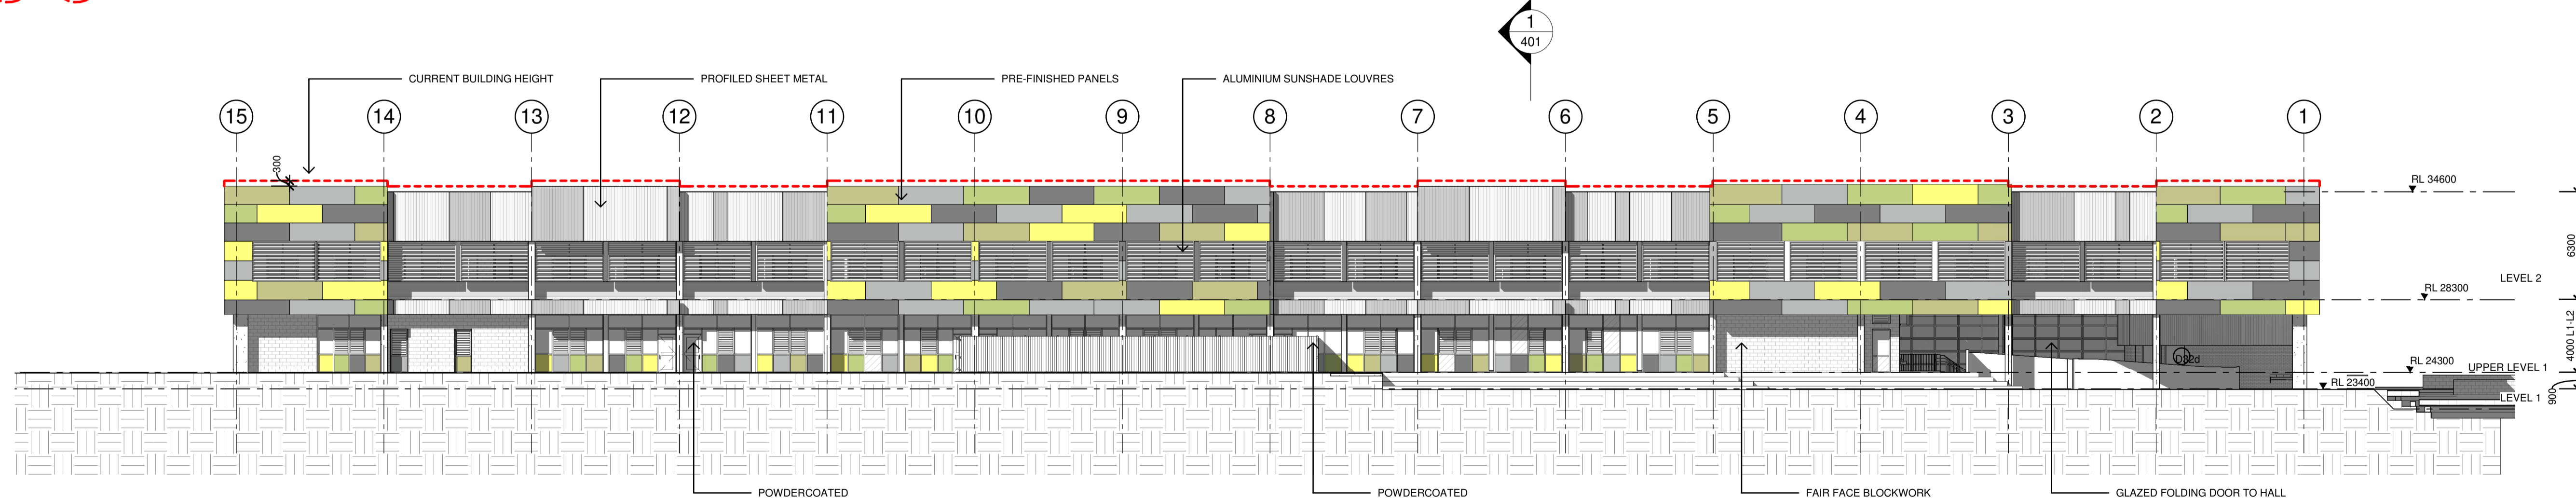 1
401
CURRENT BUILDING HEIGHT
PROFILED SHEET METAL
PRE-FINISHED PANELS
ALUMINIUM SUNSHADE LOUVRES
15
14
13
12
11
10
9
8
7
6
5
4
3
2
1
300
RL 34600
6300
LEVEL 2
RL 28300
4000 L1-L2
D32d
RL 24300
UPPER LEVEL 1
RL 23400
900
LEVEL 1
POWDERCOATED
POWDERCOATED
FAIR FACE BLOCKWORK
GLAZED FOLDING DOOR TO HALL